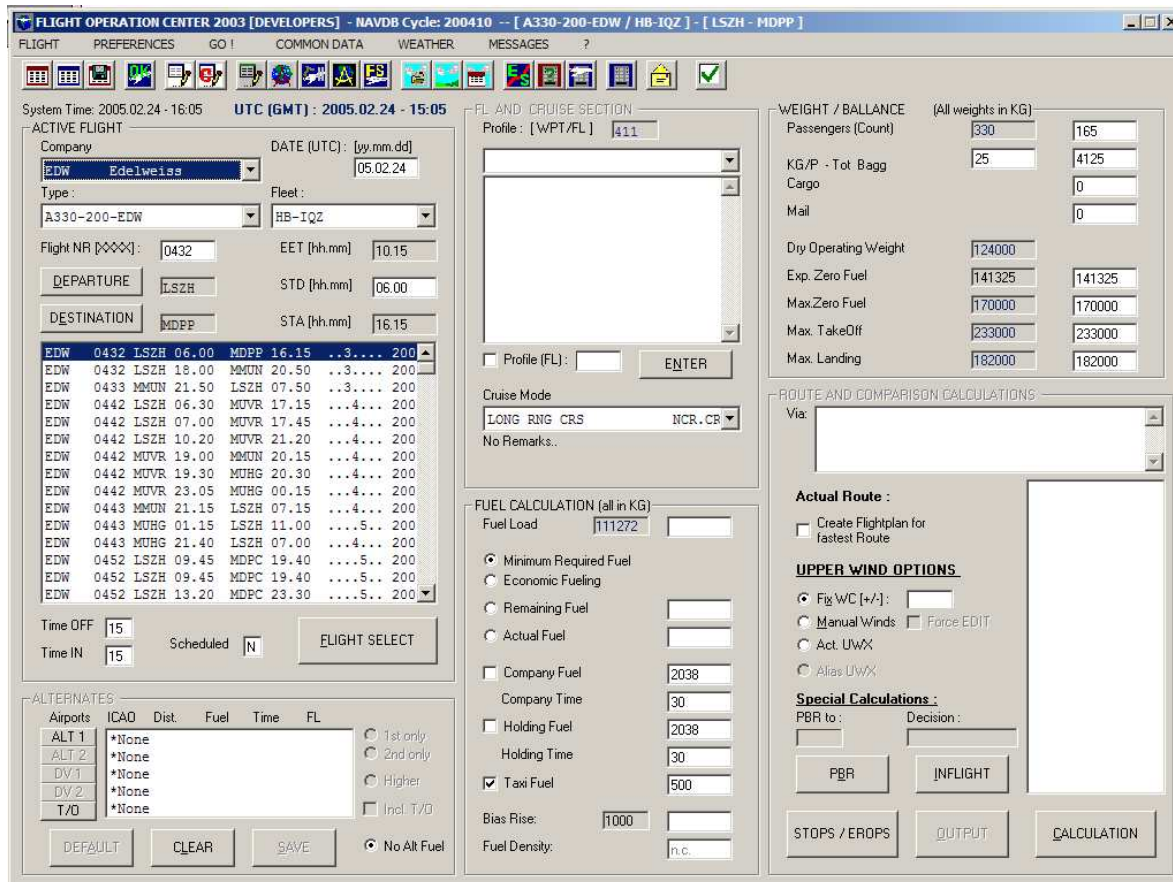 FLIGHT OPERATION CENTER 2003 [DEVELOPERS] - NAVDB Cycle: 200410 -- [ A330-200-EDW / HB-IQZ ] - [ LSZH - MDPP ]
FLIGHT PREFERENCES GO ! COMMON DATA WEATHER MESSAGES ?
System Time: 2005.02.24 - 16:05 UTC (GMT) : 2005.02.24 - 15:05
ACTIVE FLIGHT
Company DATE (UTC) : [yy.mm.dd]
EDW Edelweiss 05.02.24
Type : Fleet :
A330-200-EDW HB-IQZ
Flight NR [XXXX] : 0432 EET [hh.mm] 10.15
DEPARTURE LSZH STD [hh.mm] 06.00
DESTINATION MDPP STA [hh.mm] 16.15
EDW 0432 LSZH 06.00 MDPP 16.15 ..3.... 200
EDW 0432 LSZH 18.00 MMUN 20.50 ..3.... 200
EDW 0433 MMUN 21.50 LSZH 07.50 ..3.... 200
EDW 0442 LSZH 06.30 MUVR 17.15 ...4... 200
EDW 0442 LSZH 07.00 MUVR 17.45 ...4... 200
EDW 0442 LSZH 10.20 MUVR 21.20 ...4... 200
EDW 0442 MUVR 19.00 MMUN 20.15 ...4... 200
EDW 0442 MUVR 19.30 MUHG 20.30 ...4... 200
EDW 0442 MUVR 23.05 MUHG 00.15 ...4... 200
EDW 0443 MMUN 21.15 LSZH 07.15 ...4... 200
EDW 0443 MUHG 01.15 LSZH 11.00 ....5.. 200
EDW 0443 MUHG 21.40 LSZH 07.00 ...4... 200
EDW 0452 LSZH 09.45 MDPC 19.40 ....5.. 200
EDW 0452 LSZH 09.45 MDPC 19.40 ....5.. 200
EDW 0452 LSZH 13.20 MDPC 23.30 ....5.. 200
Time OFF 15
Time IN 15
Scheduled N
FLIGHT SELECT
ALTERNATES
Airports ICAO Dist. Fuel Time FL
ALT 1 *None
ALT 2 *None
DV 1 *None
DV 2 *None
T/O *None
1st only
2nd only
Higher
Incl. T/O
DEFAULT CLEAR SAVE No Alt Fuel
FL AND CRUISE SECTION
Profile : [ WPT/FL ] 411
Profile (FL) : ENTER
Cruise Mode
LONG RNG CRS NCR.CR
No Remarks..
FUEL CALCULATION (all in KG)
Fuel Load 111272
Minimum Required Fuel
Economic Fueling
Remaining Fuel
Actual Fuel
Company Fuel 2038
Company Time 30
Holding Fuel 2038
Holding Time 30
Taxi Fuel 500
Bias Rise: 1000
Fuel Density: n.c.
WEIGHT / BALLANCE (All weights in KG)
Passengers (Count) 330 165
KG/P - Tot Bagg 25 4125
Cargo 0
Mail 0
Dry Operating Weight 124000
Exp. Zero Fuel 141325 141325
Max.Zero Fuel 170000 170000
Max. TakeOff 233000 233000
Max. Landing 182000 182000
ROUTE AND COMPARISON CALCULATIONS
Via:
Actual Route :
Create Flightplan for
fastest Route
UPPER WIND OPTIONS
Fix WC [+/-] :
Manual Winds Force EDIT
Act. UWX
Alias UWX
Special Calculations :
PBR to : Decision :
PBR INFLIGHT
STOPS / EROPS OUTPUT CALCULATION